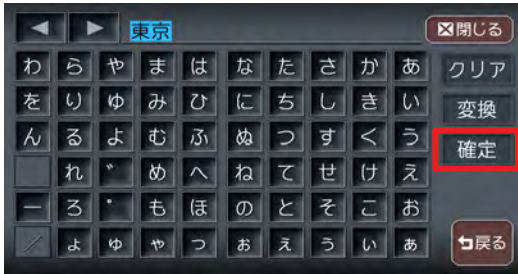 ◀ ▶ 東京 ☒閉じる
わ ら や ま は な た さ か あ クリア
を り ゆ み ひ に ち し き い 変換
ん る よ む ふ ぬ つ す く う 確定
れ ゛ め へ ね て せ け え
ー ろ ゜ も ほ の と そ こ お
／ ょ ゅ ゃ っ ぉ ぇ ぅ ぃ ぁ 戻る